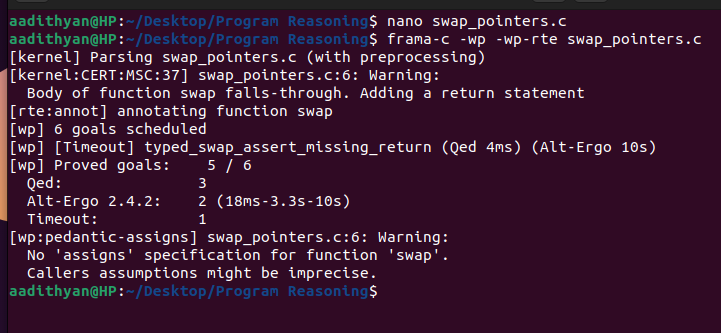 aadithyan@HP:~/Desktop/Program Reasoning$ nano swap_pointers.c
aadithyan@HP:~/Desktop/Program Reasoning$ frama-c -wp -wp-rte swap_pointers.c
[kernel] Parsing swap_pointers.c (with preprocessing)
[kernel:CERT:MSC:37] swap_pointers.c:6: Warning:
  Body of function swap falls-through. Adding a return statement
[rte:annot] annotating function swap
[wp] 6 goals scheduled
[wp] [Timeout] typed_swap_assert_missing_return (Qed 4ms) (Alt-Ergo 10s)
[wp] Proved goals:    5 / 6
  Qed:               3
  Alt-Ergo 2.4.2:    2 (18ms-3.3s-10s)
  Timeout:           1
[wp:pedantic-assigns] swap_pointers.c:6: Warning:
  No 'assigns' specification for function 'swap'.
  Callers assumptions might be imprecise.
aadithyan@HP:~/Desktop/Program Reasoning$